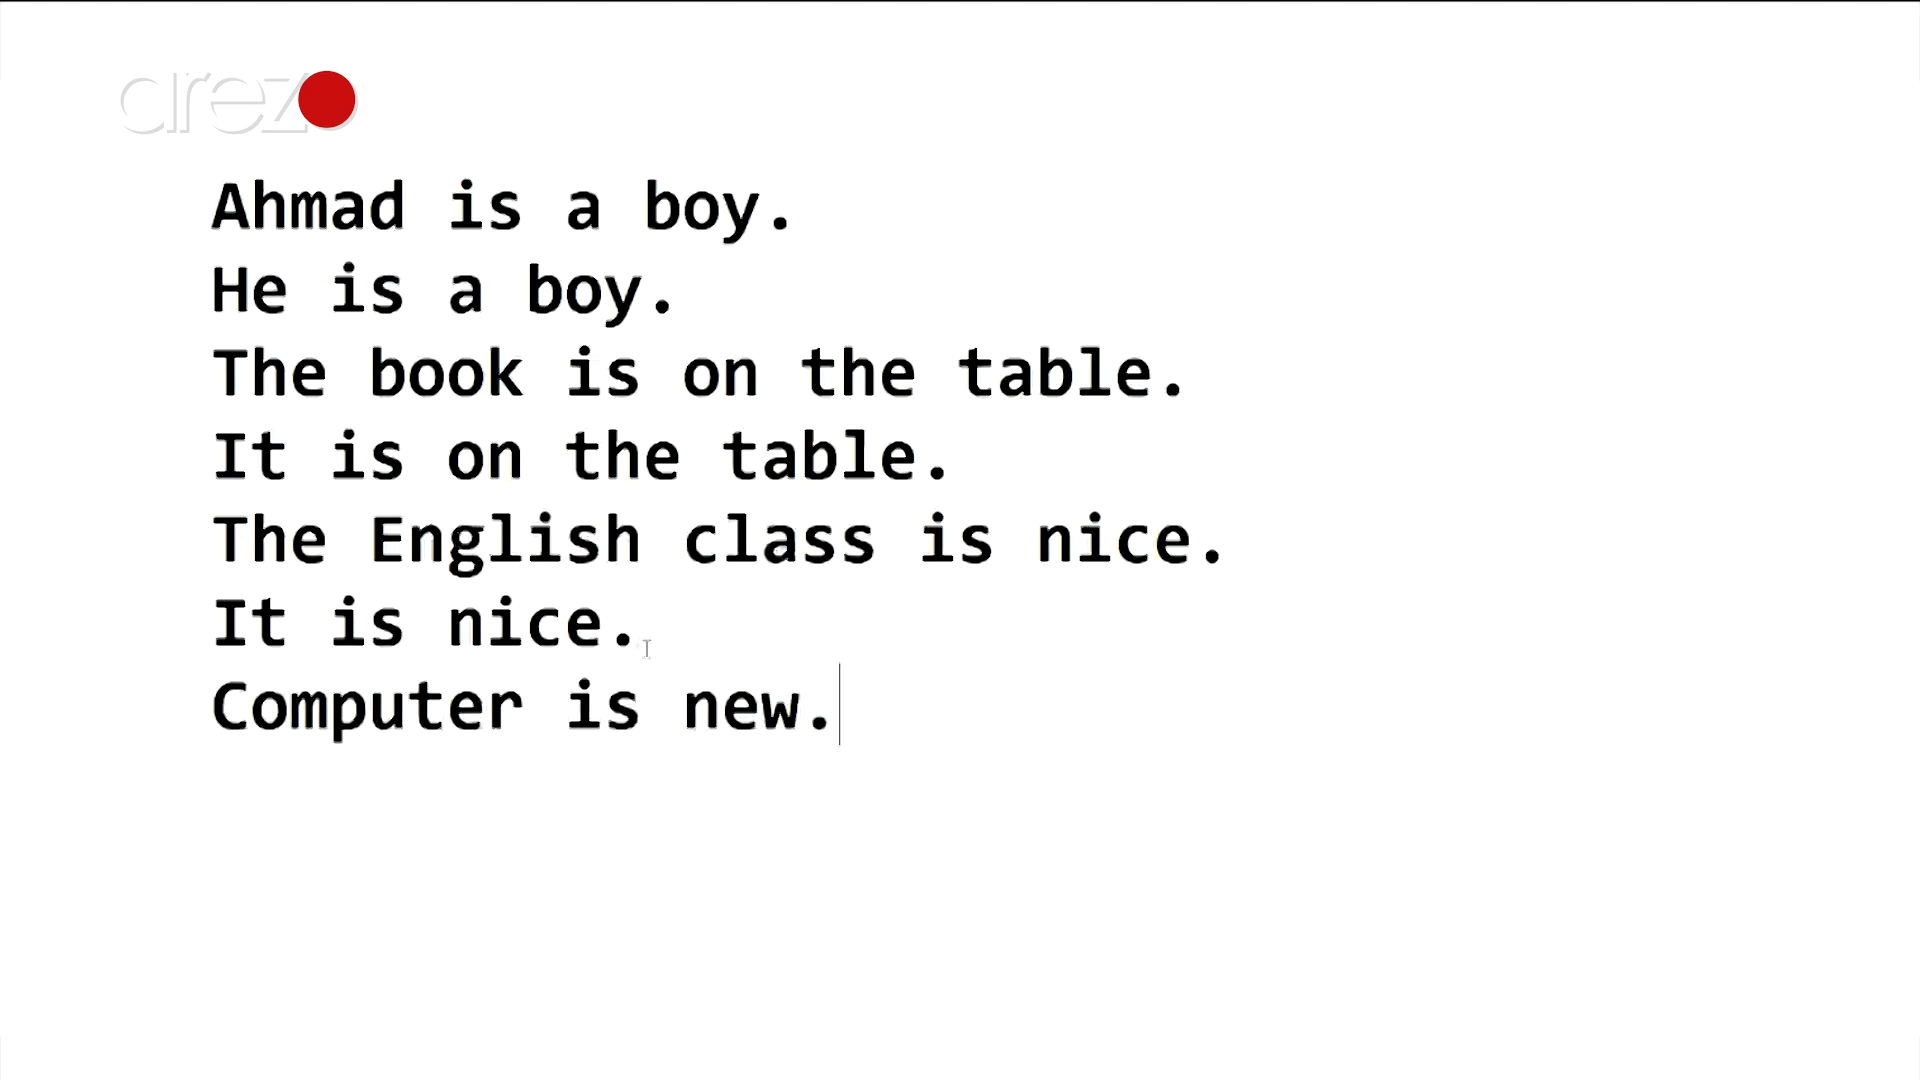 arezo
Ahmad is a boy.
He is a boy.
The book is on the table.
It is on the table.
The English class is nice.
It is nice.
Computer is new.